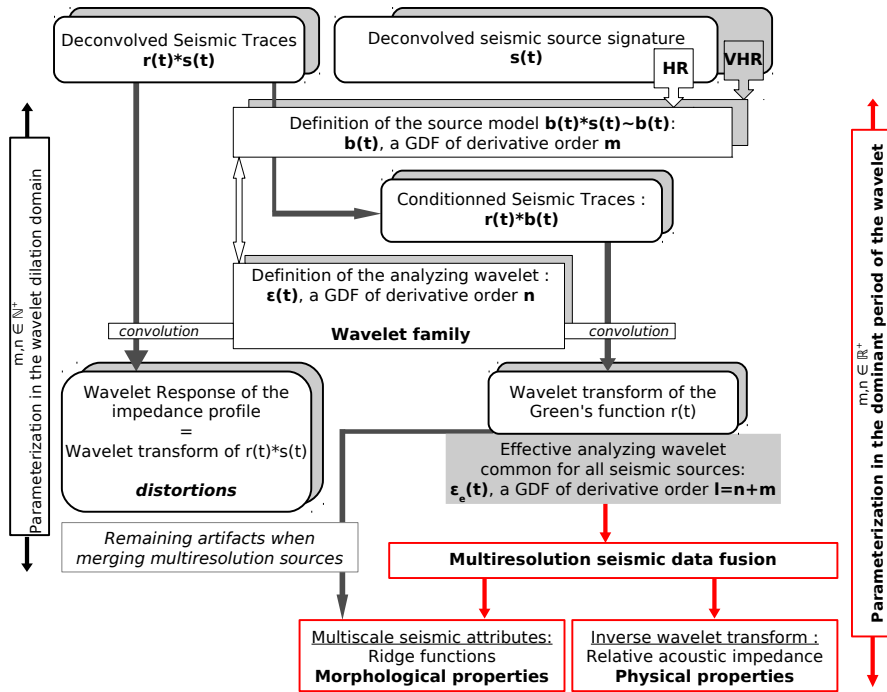 Deconvolved Seismic Traces
r(t)*s(t)
Deconvolved seismic source signature
s(t)
HR
VHR
Definition of the source model b(t)*s(t)~b(t):
b(t), a GDF of derivative order m
Conditionned Seismic Traces :
r(t)*b(t)
Definition of the analyzing wavelet :
ε(t), a GDF of derivative order n
Wavelet family
convolution
convolution
m,n ∈ ℕ⁺
Parameterization in the wavelet dilation domain
Wavelet Response of the
impedance profile
=
Wavelet transform of r(t)*s(t)
distortions
Wavelet transform of the
Green's function r(t)
Effective analyzing wavelet
common for all seismic sources:
εₑ(t), a GDF of derivative order l=n+m
Remaining artifacts when
merging multiresolution sources
Multiresolution seismic data fusion
Multiscale seismic attributes:
Ridge functions
Morphological properties
Inverse wavelet transform :
Relative acoustic impedance
Physical properties
m,n ∈ ℝ⁺
Parameterization in the dominant period of the wavelet